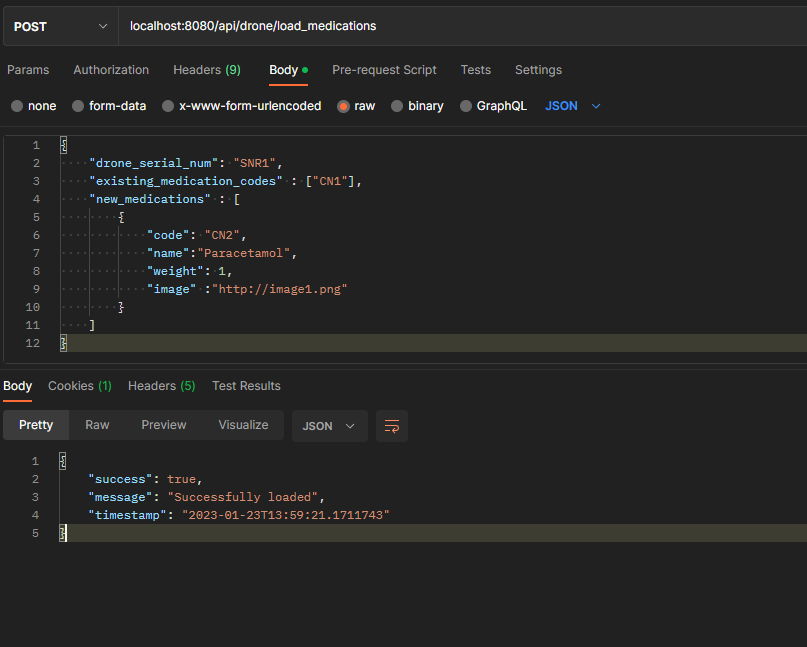 POST localhost:8080/api/drone/load_medications
Params Authorization Headers (9) Body Pre-request Script Tests Settings
none form-data x-www-form-urlencoded raw binary GraphQL JSON
1 {
2 "drone_serial_num": "SNR1",
3 "existing_medication_codes" : ["CN1"],
4 "new_medications" : [
5 {
6 "code": "CN2",
7 "name":"Paracetamol",
8 "weight": 1,
9 "image" :"http://image1.png"
10 }
11 ]
12 }
Body Cookies (1) Headers (5) Test Results
Pretty Raw Preview Visualize JSON
1 {
2 "success": true,
3 "message": "Successfully loaded",
4 "timestamp": "2023-01-23T13:59:21.1711743"
5 }